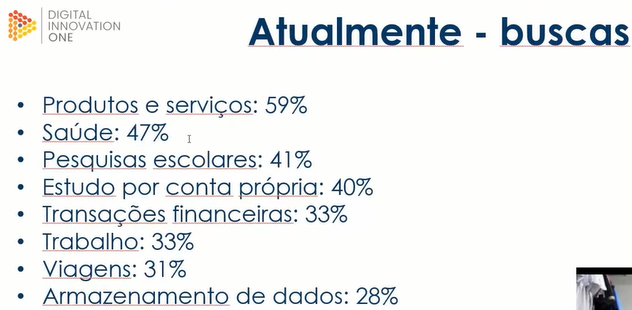 DIGITAL
INNOVATION
ONE
Atualmente - buscas
• Produtos e serviços: 59%
• Saúde: 47%
• Pesquisas escolares: 41%
• Estudo por conta própria: 40%
• Transações financeiras: 33%
• Trabalho: 33%
• Viagens: 31%
• Armazenamento de dados: 28%